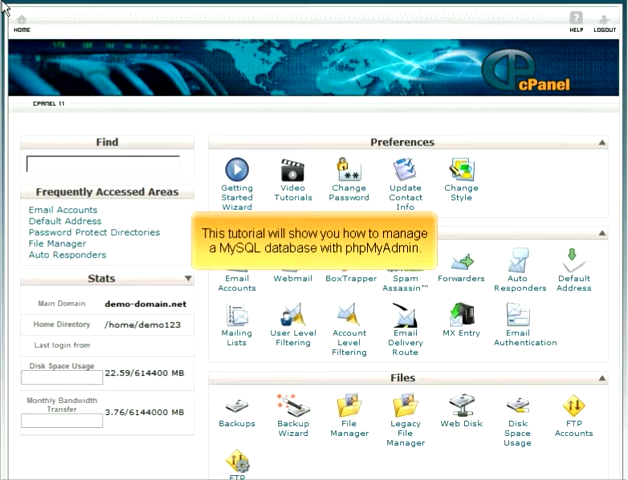 HOME
HELP
LOGOUT
cPanel
CPANEL 11
Find
Frequently Accessed Areas
Email Accounts
Default Address
Password Protect Directories
File Manager
Auto Responders
Stats
Main Domain demo-domain.net
Home Directory /home/demo123
Last login from
Disk Space Usage
22.59/614400 MB
Monthly Bandwidth
Transfer
3.76/6144000 MB
Preferences
Getting
Started
Wizard
Video
Tutorials
Change
Password
Update
Contact
Info
Change
Style
This tutorial will show you how to manage
a MySQL database with phpMyAdmin.
Email
Accounts
Webmail
BoxTrapper
Spam
Assassin™
Forwarders
Auto
Responders
Default
Address
Mailing
Lists
User Level
Filtering
Account
Level
Filtering
Email
Delivery
Route
MX Entry
Email
Authentication
Files
Backups
Backup
Wizard
File
Manager
Legacy
File
Manager
Web Disk
Disk
Space
Usage
FTP
Accounts
FTP